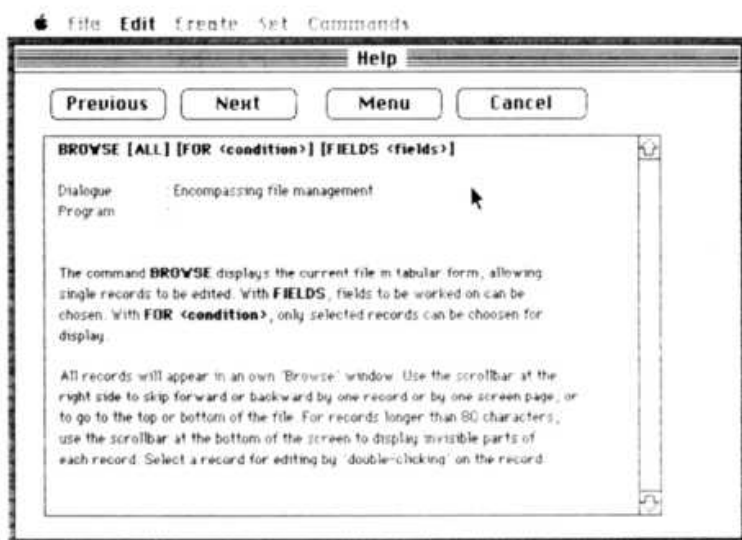 File Edit Create Set Commands
Help
Previous Next Menu Cancel
BROWSE [ALL] [FOR <condition>] [FIELDS <fields>]
Dialogue : Encompassing file management
Program :
The command BROWSE displays the current file in tabular form, allowing
single records to be edited. With FIELDS, fields to be worked on can be
chosen. With FOR <condition>, only selected records can be choosen for
display.
All records will appear in an own 'Browse' window. Use the scrollbar at the
right side to skip forward or backward by one record or by one screen page, or
to go to the top or bottom of the file. For records longer than 80 characters,
use the scrollbar at the bottom of the screen to display invisible parts of
each record. Select a record for editing by 'double-clicking' on the record.